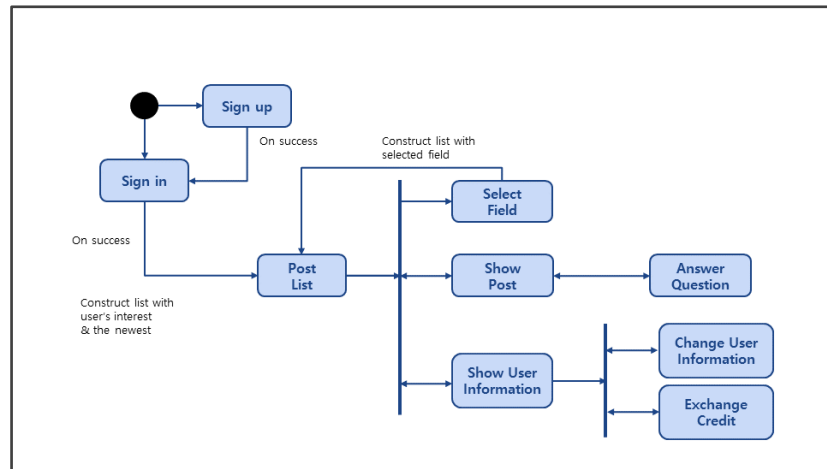 Sign up
On success
Construct list with
selected field
Sign in
Select
Field
On success
Post
List
Show
Post
Answer
Question
Construct list with
user's interest
& the newest
Show User
Information
Change User
Information
Exchange
Credit